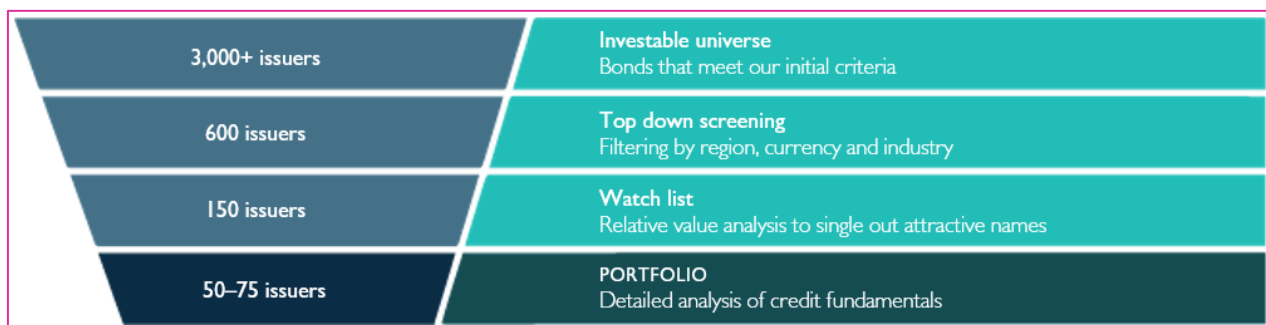 3,000+ issuers
Investable universe
Bonds that meet our initial criteria
600 issuers
Top down screening
Filtering by region, currency and industry
150 issuers
Watch list
Relative value analysis to single out attractive names
50–75 issuers
PORTFOLIO
Detailed analysis of credit fundamentals